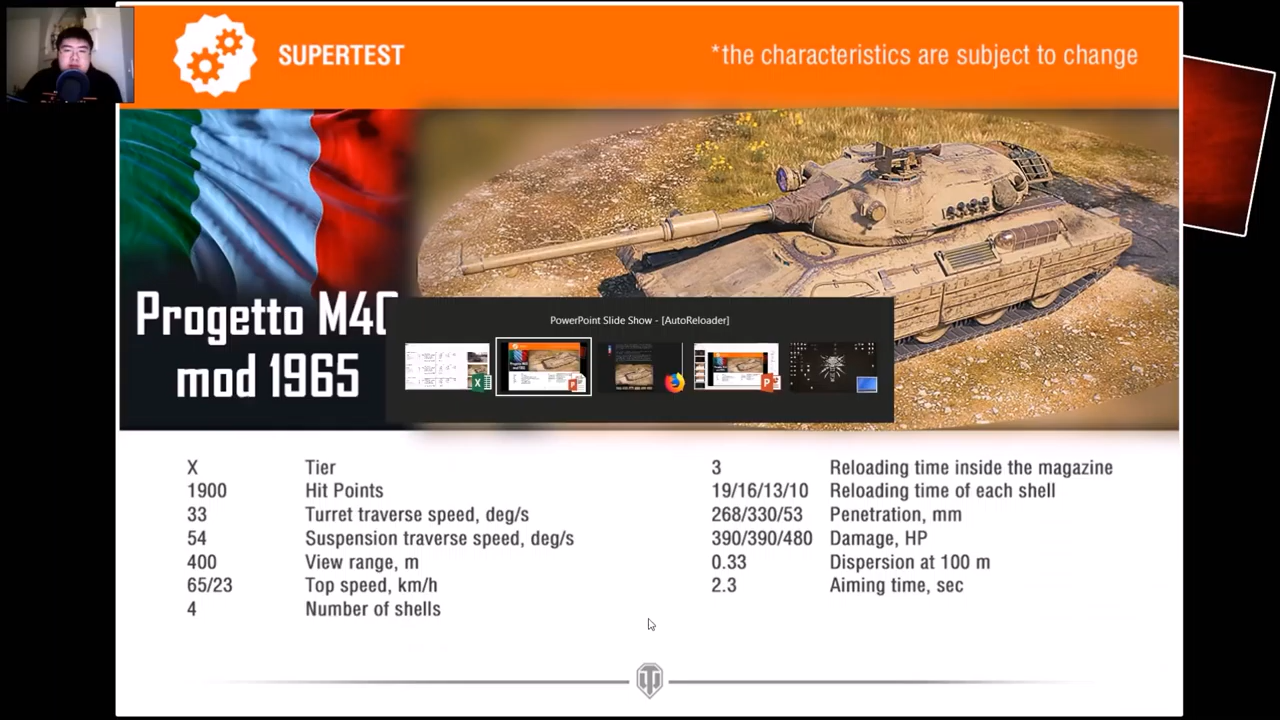 SUPERTEST
*the characteristics are subject to change
Progetto M40
mod 1965
PowerPoint Slide Show - [AutoReloader]
X Tier
1900 Hit Points
33 Turret traverse speed, deg/s
54 Suspension traverse speed, deg/s
400 View range, m
65/23 Top speed, km/h
4 Number of shells
3 Reloading time inside the magazine
19/16/13/10 Reloading time of each shell
268/330/53 Penetration, mm
390/390/480 Damage, HP
0.33 Dispersion at 100 m
2.3 Aiming time, sec